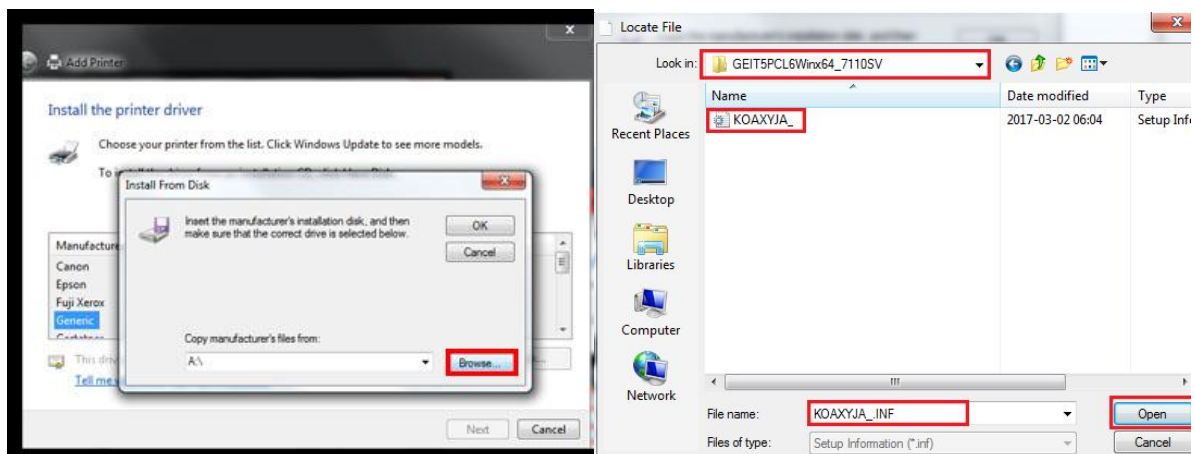 Add Printer
Install the printer driver
Choose your printer from the list. Click Windows Update to see more models.
Install From Disk
Insert the manufacturer's installation disk, and then
make sure that the correct drive is selected below.
OK
Cancel
Manufacture
Canon
Epson
Fuji Xerox
Generic
Copy manufacturer's files from:
A:\
Browse...
This driv
Tell me
Next
Cancel
Locate File
Look in:
GEIT5PCL6Winx64_7110SV
Name
Date modified
Type
KOAXYJA_
2017-03-02 06:04
Setup Info
Recent Places
Desktop
Libraries
Computer
Network
File name:
KOAXYJA_.INF
Open
Files of type:
Setup Information (*.inf)
Cancel